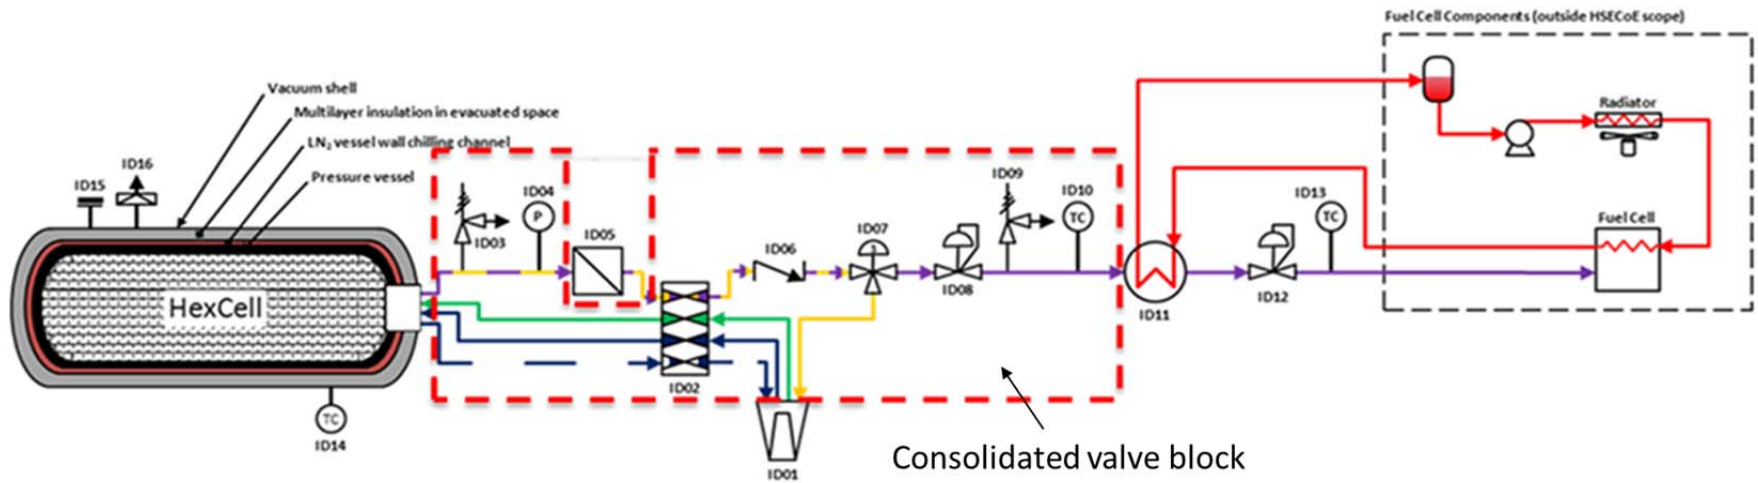 Fuel Cell Components (outside HSECoE scope)
Vacuum shell
Multilayer insulation in evacuated space
LN2 vessel wall chilling channel
Pressure vessel
Radiator
ID15
ID16
ID04
P
ID03
ID05
ID06
ID07
1
ID08
ID09
ID10
TC
ID13
TC
Fuel Cell
HexCell
ID11
ID12
ID02
TC
ID14
ID01
Consolidated valve block